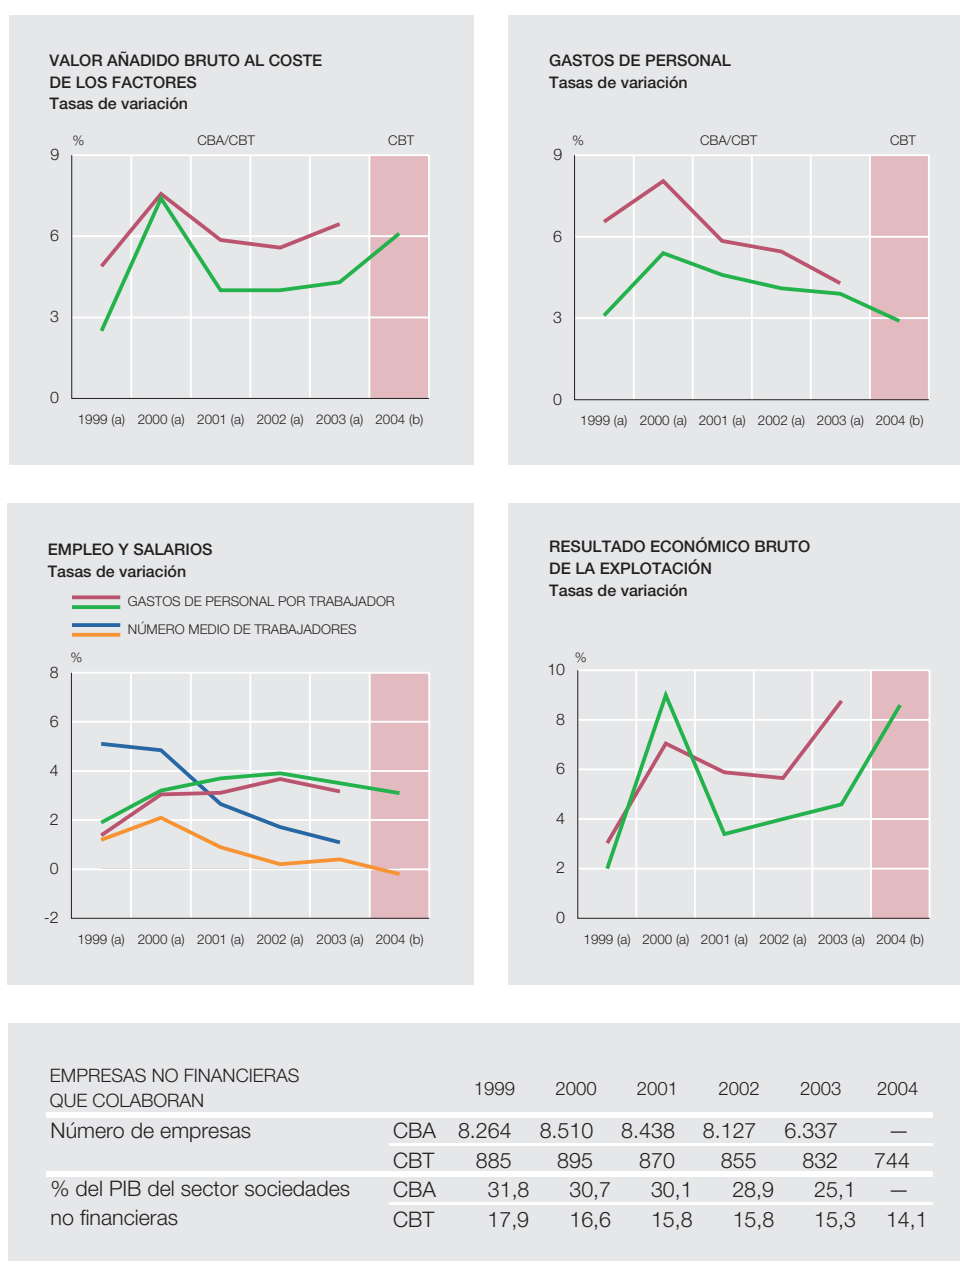 VALOR AÑADIDO BRUTO AL COSTE
DE LOS FACTORES
Tasas de variación
% CBA/CBT CBT
9
6
3
0
1999 (a) 2000 (a) 2001 (a) 2002 (a) 2003 (a) 2004 (b)
GASTOS DE PERSONAL
Tasas de variación
% CBA/CBT CBT
9
6
3
0
1999 (a) 2000 (a) 2001 (a) 2002 (a) 2003 (a) 2004 (b)
EMPLEO Y SALARIOS
Tasas de variación
GASTOS DE PERSONAL POR TRABAJADOR
NÚMERO MEDIO DE TRABAJADORES
%
8
6
4
2
0
-2
1999 (a) 2000 (a) 2001 (a) 2002 (a) 2003 (a) 2004 (b)
RESULTADO ECONÓMICO BRUTO
DE LA EXPLOTACIÓN
Tasas de variación
%
10
8
6
4
2
0
1999 (a) 2000 (a) 2001 (a) 2002 (a) 2003 (a) 2004 (b)
EMPRESAS NO FINANCIERAS
QUE COLABORAN
1999 2000 2001 2002 2003 2004
Número de empresas CBA 8.264 8.510 8.438 8.127 6.337 —
CBT 885 895 870 855 832 744
% del PIB del sector sociedades CBA 31,8 30,7 30,1 28,9 25,1 —
no financieras CBT 17,9 16,6 15,8 15,8 15,3 14,1